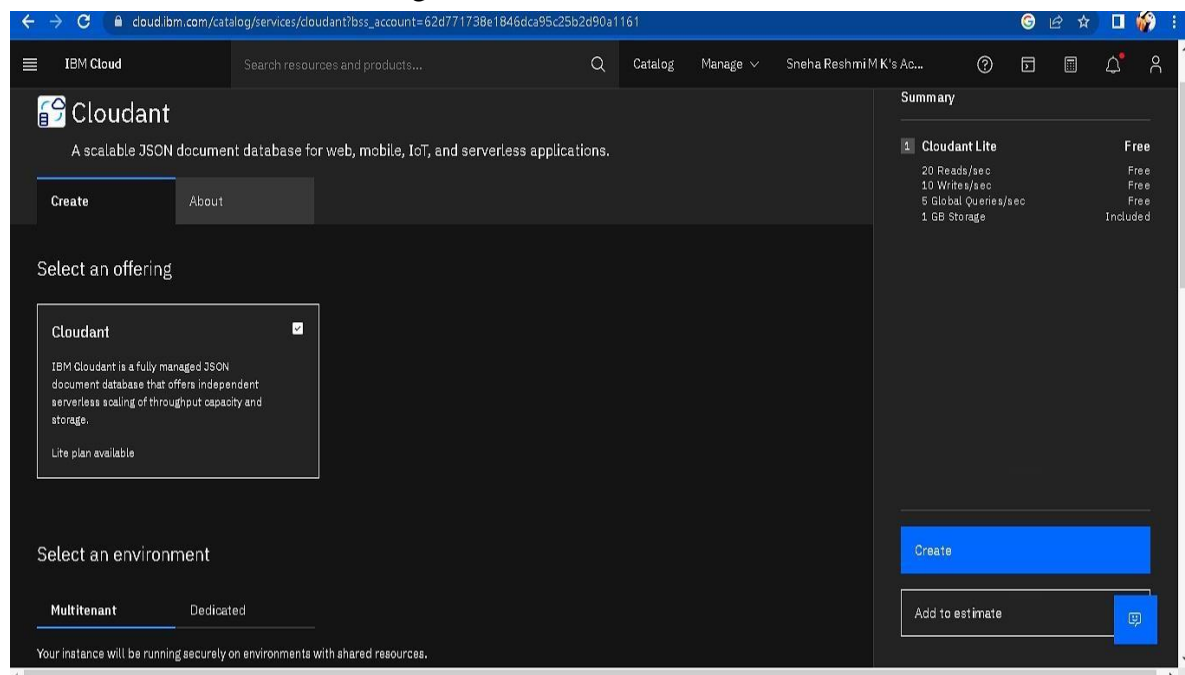 cloud.ibm.com/catalog/services/cloudant?bss_account=62d771738e1846dca95c25b2d90a1161
IBM Cloud
Search resources and products...
Catalog
Manage
Sneha Reshmi M K's Ac...
Cloudant
A scalable JSON document database for web, mobile, IoT, and serverless applications.
Create
About
Select an offering
Cloudant
IBM Cloudant is a fully managed JSON
document database that offers independent
serverless scaling of throughput capacity and
storage.
Lite plan available
Select an environment
Multitenant
Dedicated
Your instance will be running securely on environments with shared resources.
Summary
1 Cloudant Lite Free
20 Reads/sec Free
10 Writes/sec Free
5 Global Queries/sec Free
1 GB Storage Included
Create
Add to estimate